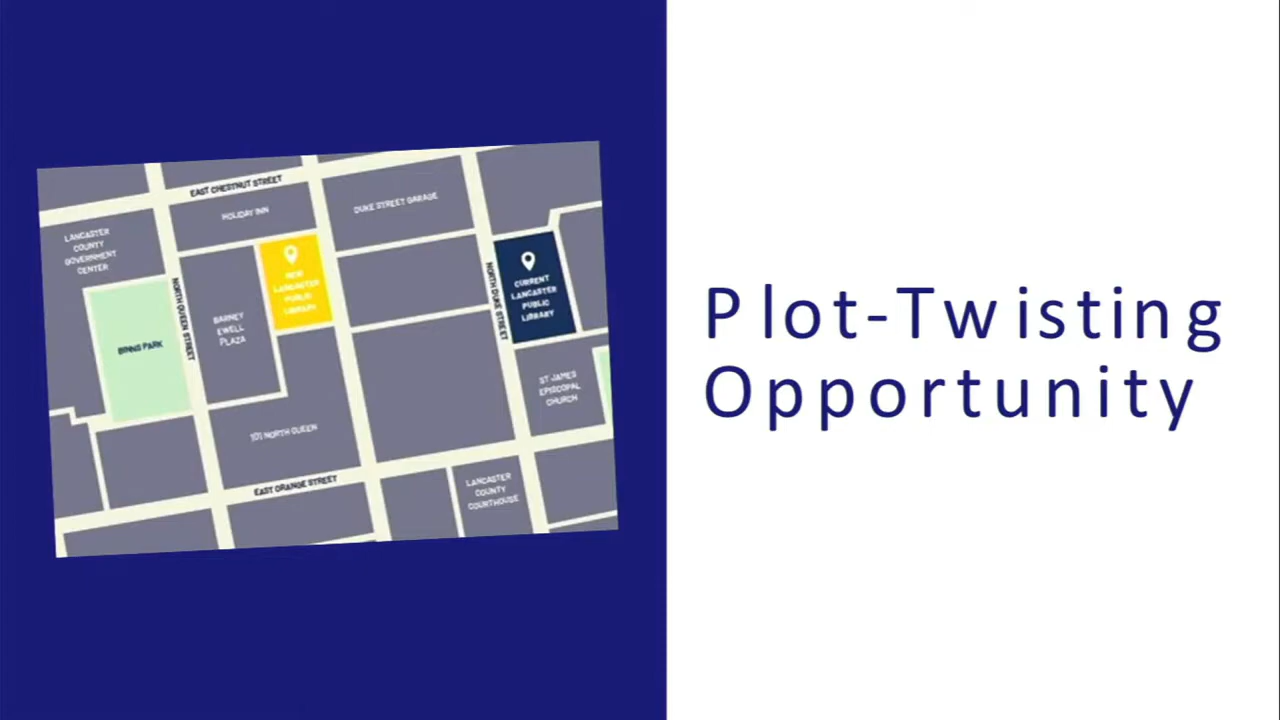 EAST CHESTNUT STREET
HOLIDAY INN
DUKE STREET GARAGE
LANCASTER
COUNTY
GOVERNMENT
CENTER
NEW
LANCASTER
PUBLIC
LIBRARY
CURRENT
LANCASTER
PUBLIC
LIBRARY
NORTH QUEEN STREET
NORTH DUKE STREET
BARNEY
EWELL
PLAZA
BINNS PARK
ST JAMES
EPISCOPAL
CHURCH
101 NORTH QUEEN
EAST ORANGE STREET
LANCASTER
COUNTY
COURTHOUSE
Plot-Twisting
Opportunity